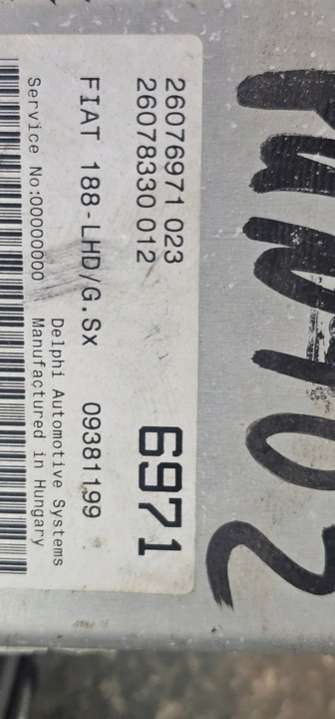 26076971 023
26078330 012
6971
FIAT 188-LHD/G.Sx 09381199
Delphi Automotive Systems
Service No:00000000 Manufactured in Hungary